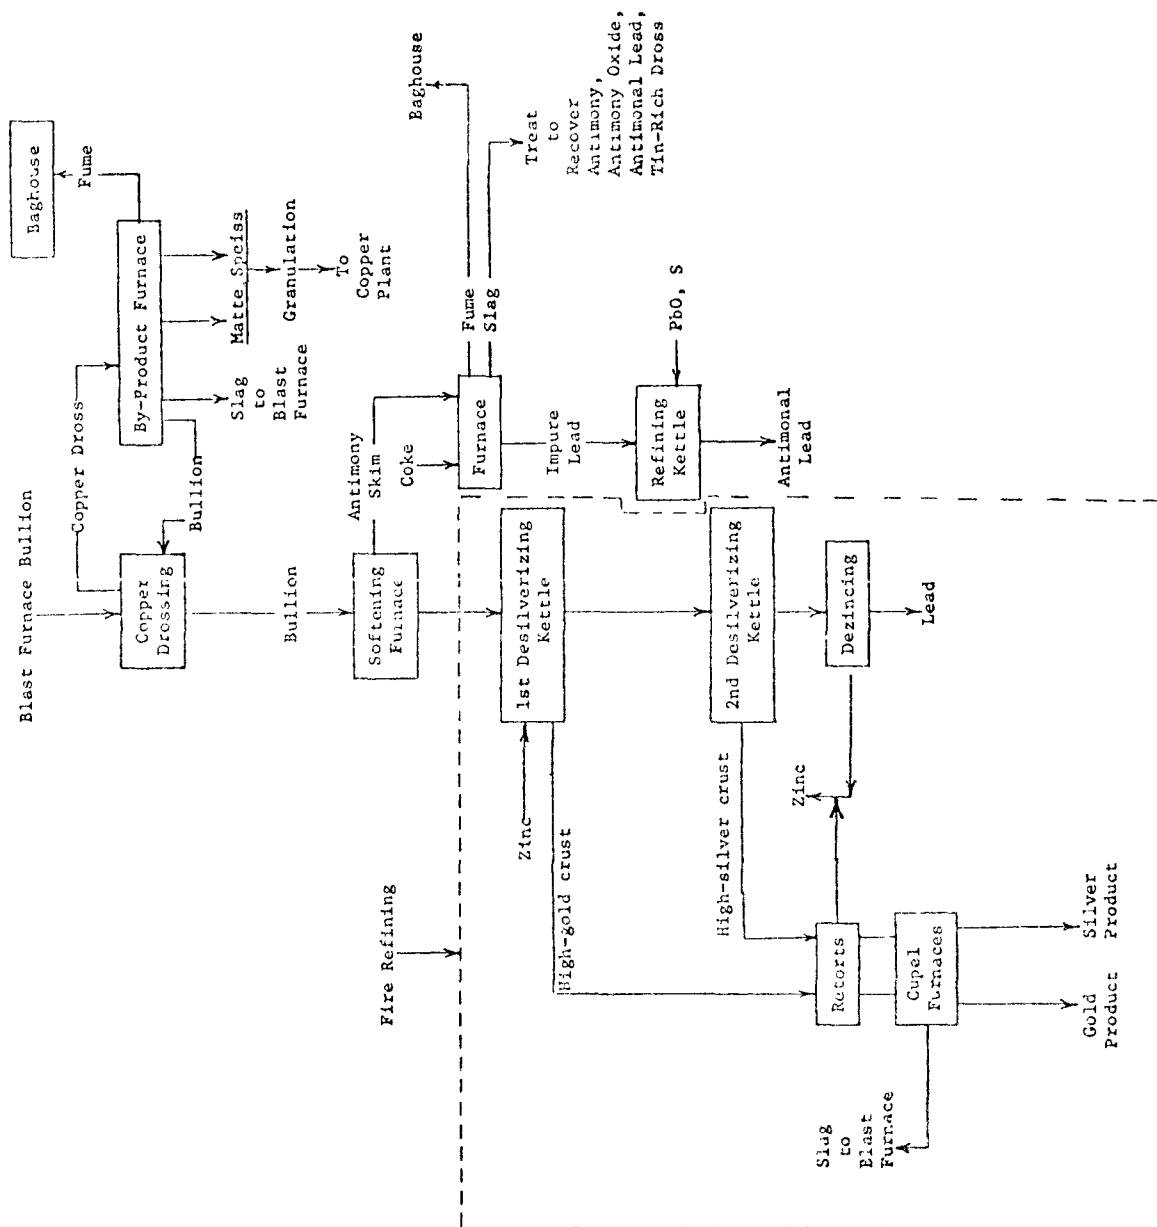 Blast Furnace Bullion
Copper Dross
Copper
Drossing
Bullion
By-Product Furnace
Fume
Baghouse
Slag
to
Blast
Furnace
Matte Speiss
Granulation
To
Copper
Plant
Bullion
Softening
Furnace
Antimony
Skim
Coke
Furnace
Fume
Slag
Baghouse
Treat
to
Recover
Antimony,
Antimony Oxide,
Antimonal Lead,
Tin-Rich Dross
Impure
Lead
Refining
Kettle
PbO, S
Antimonal
Lead
Fire Refining
1st Desilverizing
Kettle
Zinc
High-gold crust
2nd Desilverizing
Kettle
High-silver crust
Dezincing
Lead
Zinc
Retorts
Cupel
Furnaces
Slag
to
Blast
Furnace
Gold
Product
Silver
Product